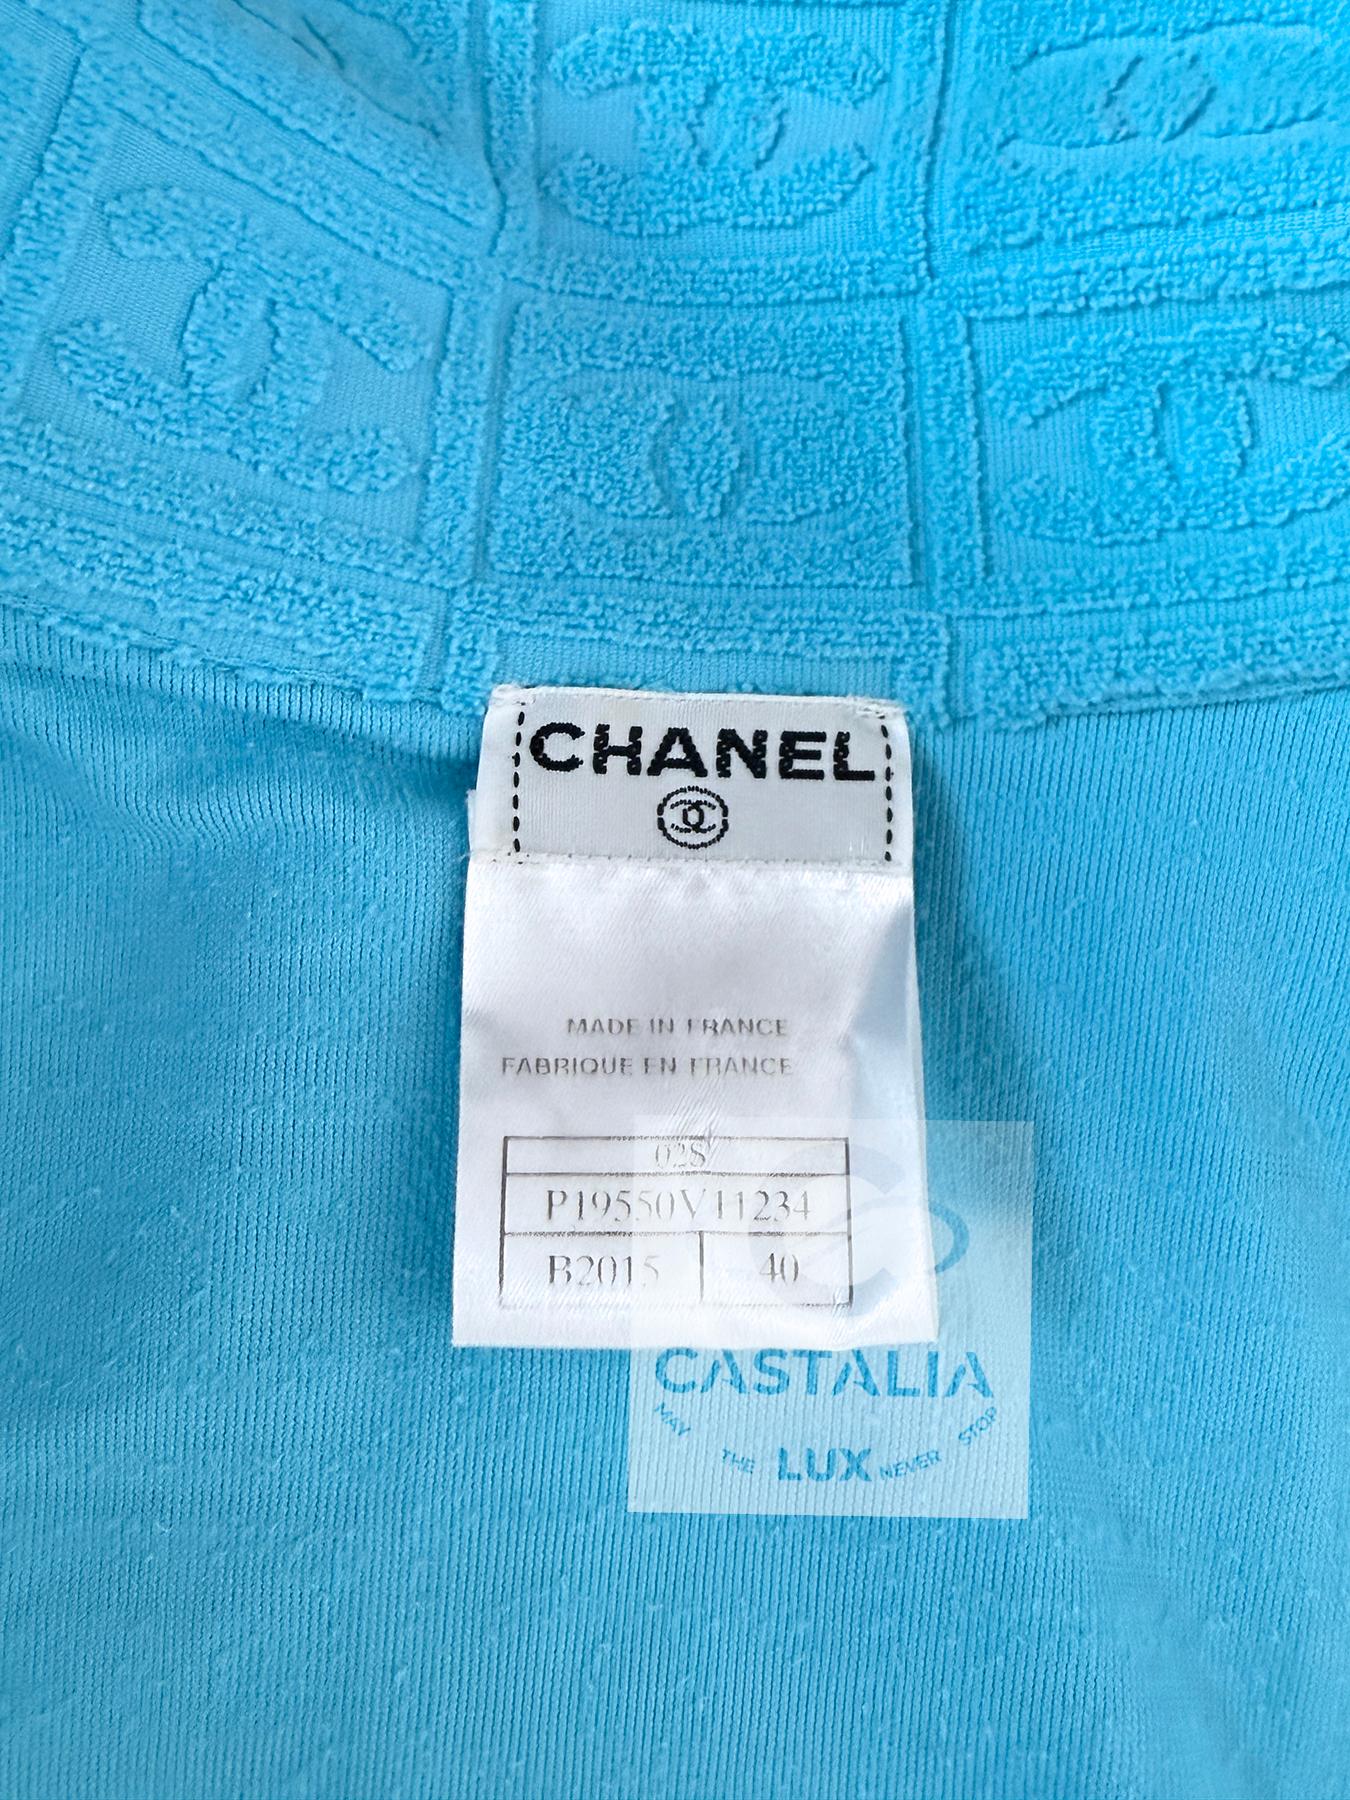 CHANEL
MADE IN FRANCE
FABRIQUE EN FRANCE
02S
P19550V11234
B2015 40
CASTALIA
MAY THE LUX NEVER STOP